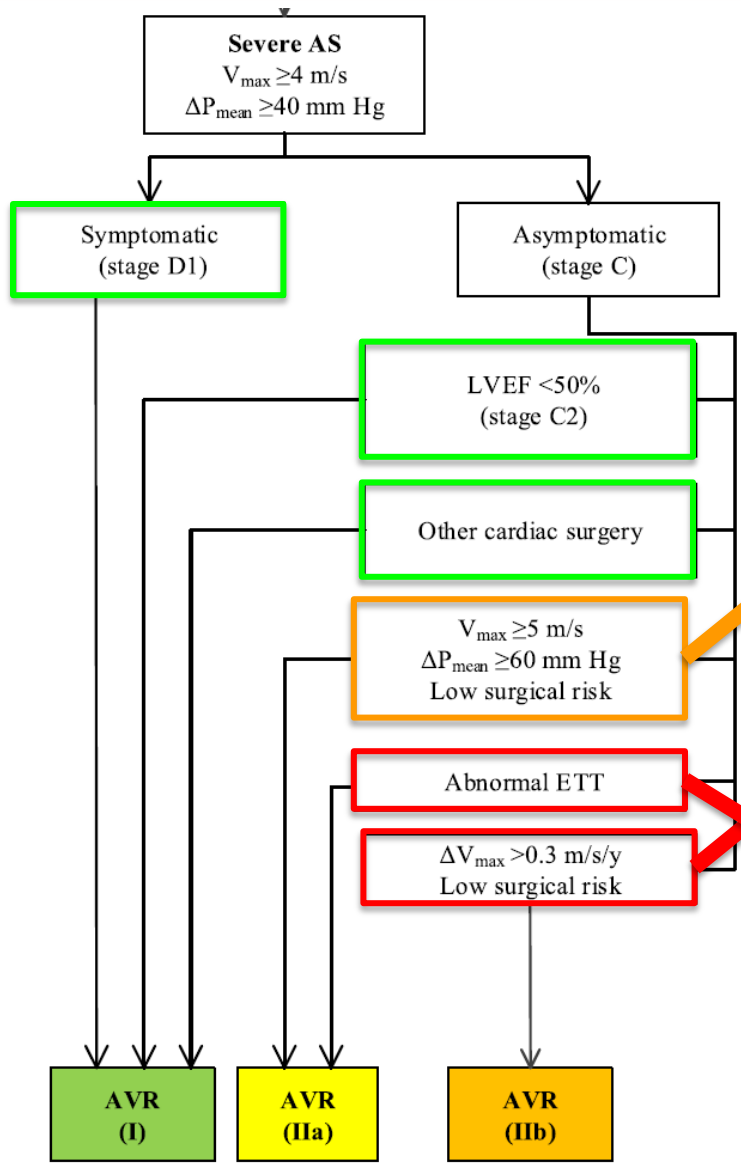 Severe AS
Vmax ≥4 m/s
ΔPmean ≥40 mm Hg
Symptomatic
(stage D1)
Asymptomatic
(stage C)
LVEF <50%
(stage C2)
Other cardiac surgery
Vmax ≥5 m/s
ΔPmean ≥60 mm Hg
Low surgical risk
Abnormal ETT
ΔVmax >0.3 m/s/y
Low surgical risk
AVR
(I)
AVR
(IIa)
AVR
(IIb)